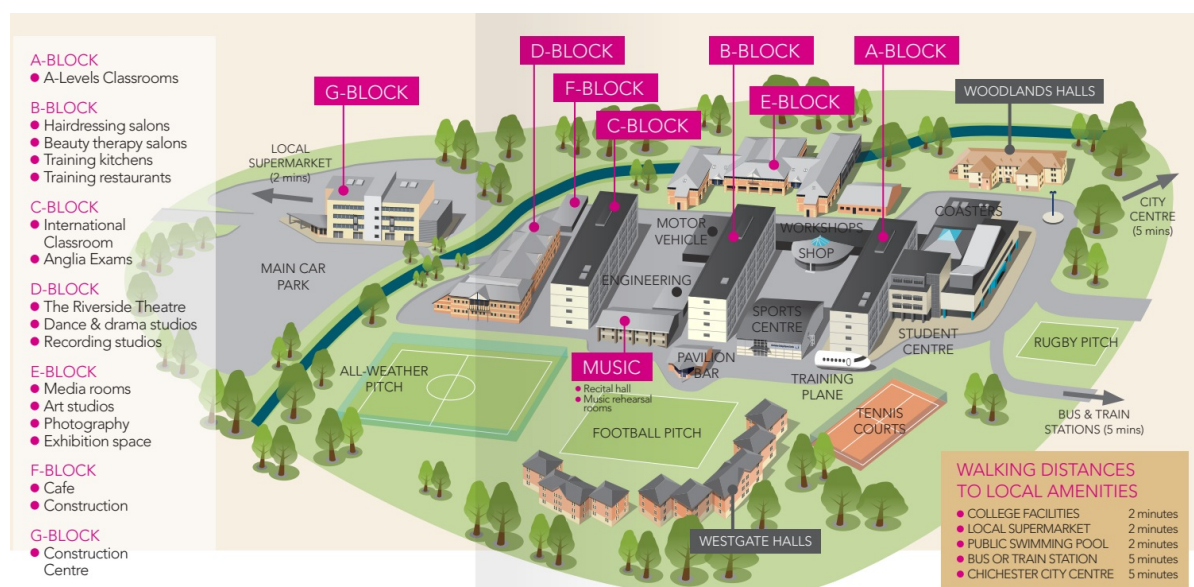 A-BLOCK
A-Levels Classrooms
B-BLOCK
Hairdressing salons
Beauty therapy salons
Training kitchens
Training restaurants
C-BLOCK
International
Classroom
Anglia Exams
D-BLOCK
The Riverside Theatre
Dance & drama studios
Recording studios
E-BLOCK
Media rooms
Art studios
Photography
Exhibition space
F-BLOCK
Cafe
Construction
G-BLOCK
Construction
Centre
D-BLOCK
B-BLOCK
A-BLOCK
G-BLOCK
F-BLOCK
E-BLOCK
WOODLANDS HALLS
C-BLOCK
LOCAL
SUPERMARKET
(2 mins)
CITY
CENTRE
(5 mins)
MAIN CAR
PARK
MOTOR
VEHICLE
WORKSHOPS
SHOP
COASTERS
ENGINEERING
SPORTS
CENTRE
STUDENT
CENTRE
RUGBY PITCH
ALL-WEATHER
PITCH
MUSIC
Recital hall
Music rehearsal
rooms
PAVILION
BAR
TRAINING
PLANE
FOOTBALL PITCH
TENNIS
COURTS
BUS & TRAIN
STATIONS (5 mins)
WESTGATE HALLS
WALKING DISTANCES
TO LOCAL AMENITIES
COLLEGE FACILITIES 2 minutes
LOCAL SUPERMARKET 2 minutes
PUBLIC SWIMMING POOL 2 minutes
BUS OR TRAIN STATION 5 minutes
CHICHESTER CITY CENTRE 5 minutes